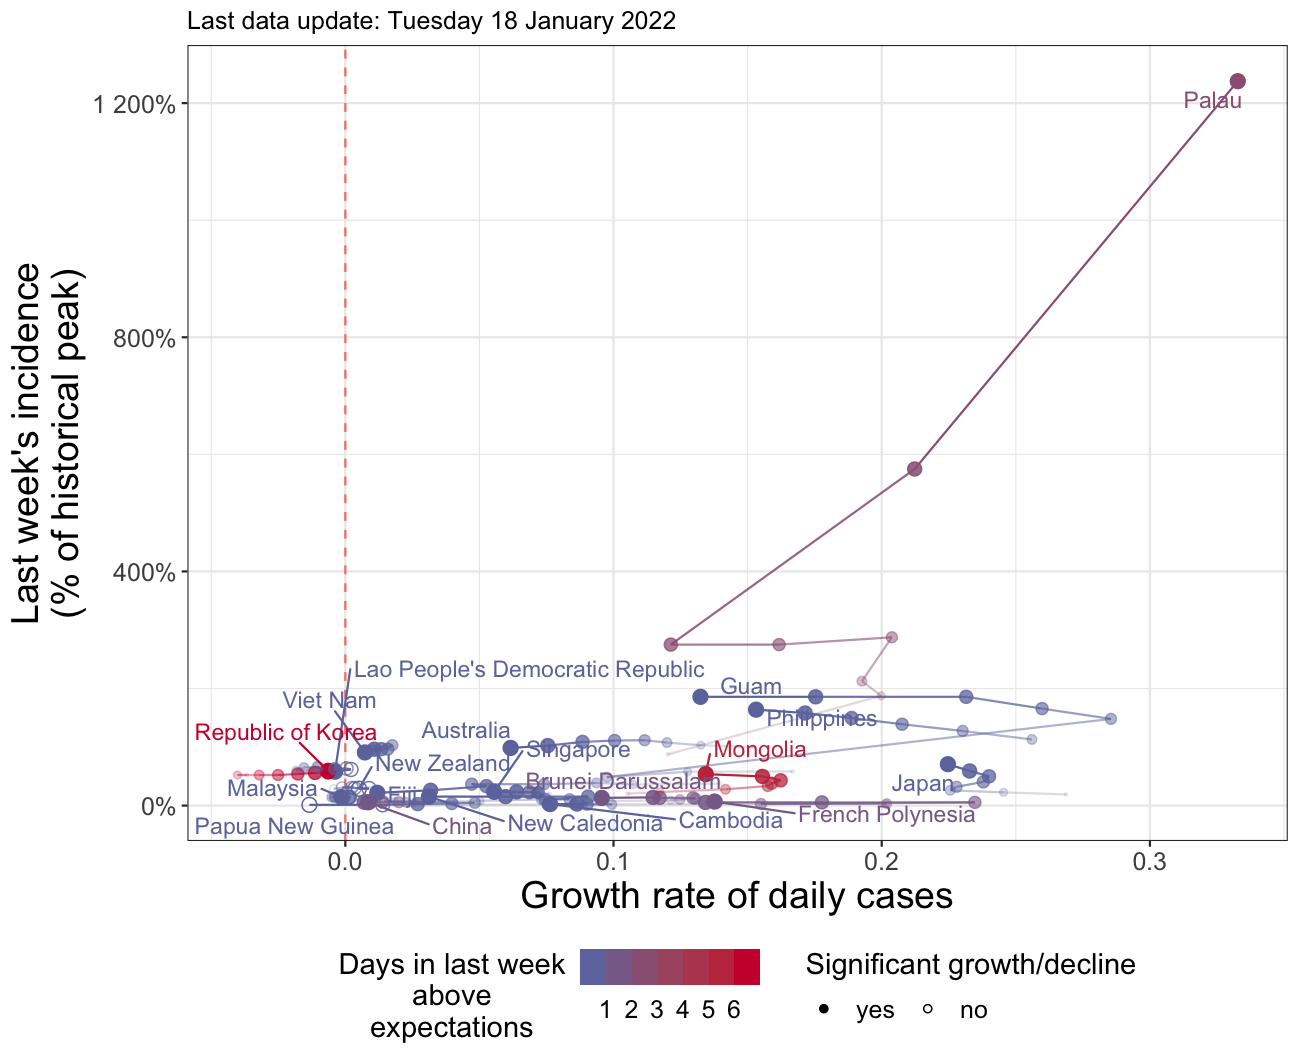 Last data update: Tuesday 18 January 2022
1 200%
800%
400%
0%
Last week's incidence
(% of historical peak)
Palau
Lao People's Democratic Republic
Guam
Viet Nam
Philippines
Republic of Korea
Australia
Singapore
Mongolia
New Zealand
Malaysia
Fiji
Brunei Darussalam
Japan
Papua New Guinea
China
New Caledonia
Cambodia
French Polynesia
0.0
0.1
0.2
0.3
Growth rate of daily cases
Days in last week
above
expectations
1 2 3 4 5 6
Significant growth/decline
yes
no